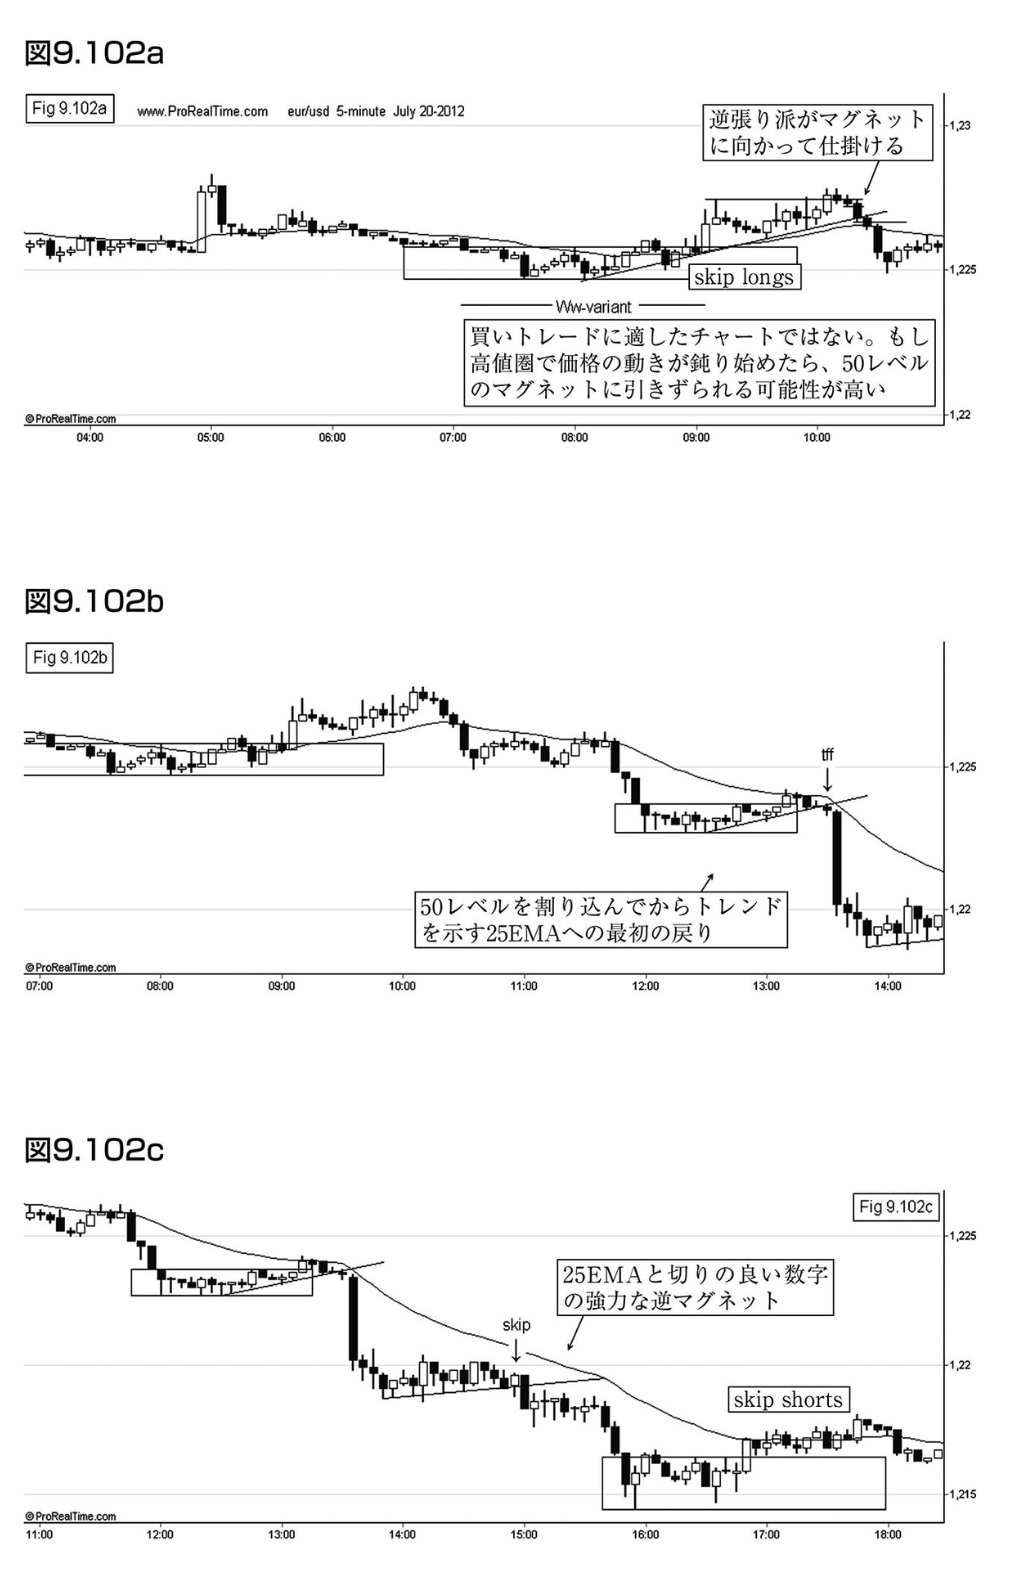 図9.102a
Fig 9.102a
www.ProRealTime.com eur/usd 5-minute July 20-2012
逆張り派がマグネット
に向かって仕掛ける
1,23
1,225
skip longs
Ww-variant
買いトレードに適したチャートではない。もし
高値圏で価格の動きが鈍り始めたら、50レベル
のマグネットに引きずられる可能性が高い
1,22
©ProRealTime.com
04:00 05:00 06:00 07:00 08:00 09:00 10:00
図9.102b
Fig 9.102b
tff
1,225
50レベルを割り込んでからトレンド
を示す25EMAへの最初の戻り
1,22
©ProRealTime.com
07:00 08:00 09:00 10:00 11:00 12:00 13:00 14:00
図9.102c
Fig 9.102c
1,225
25EMAと切りの良い数字
の強力な逆マグネット
skip
1,22
skip shorts
1,215
©ProRealTime.com
11:00 12:00 13:00 14:00 15:00 16:00 17:00 18:00